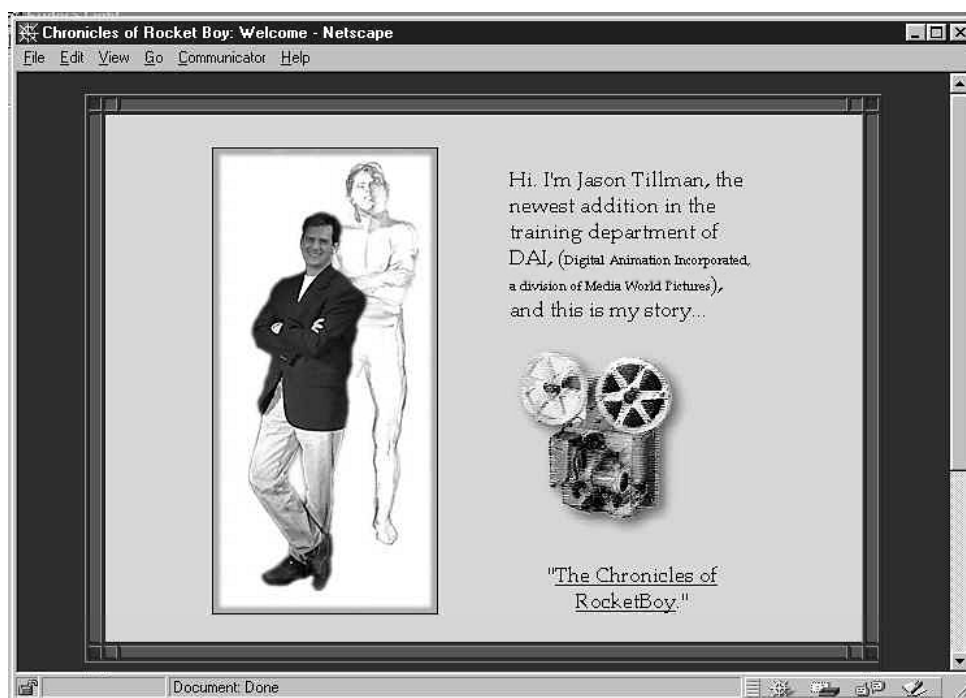 Chronicles of Rocket Boy: Welcome - Netscape
File Edit View Go Communicator Help
Hi. I'm Jason Tillman, the
newest addition in the
training department of
DAI, (Digital Animation Incorporated,
a division of Media World Pictures),
and this is my story...
"The Chronicles of
RocketBoy."
Document: Done